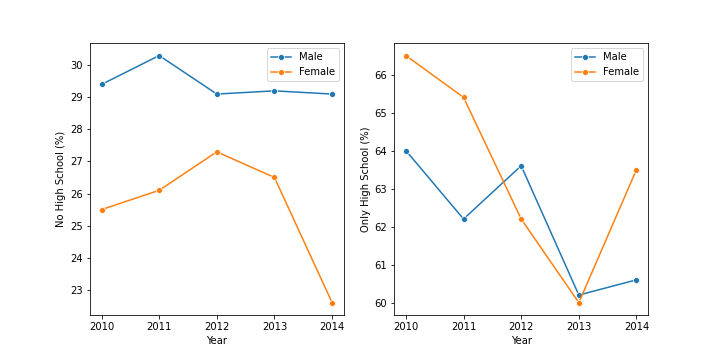 Male
Female
30
29
28
27
26
25
24
23
No High School (%)
2010 2011 2012 2013 2014
Year
Male
Female
66
65
64
63
62
61
60
Only High School (%)
2010 2011 2012 2013 2014
Year